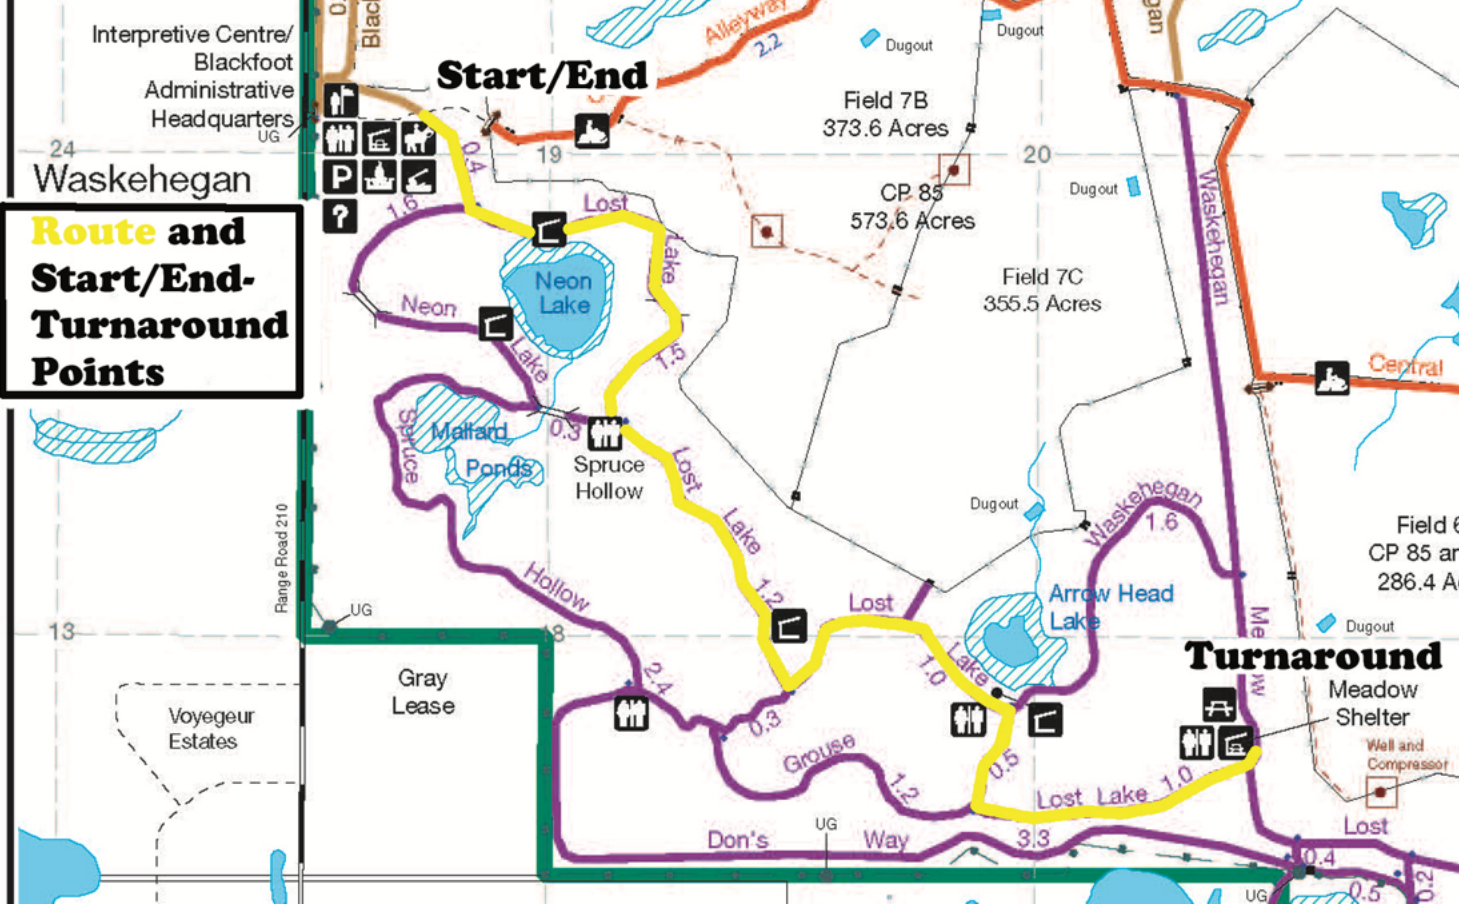 Interpretive Centre/
Blackfoot
Administrative
Headquarters
UG
Start/End
Alleyway
2.2
Dugout
Dugout
Field 7B
373.6 Acres
24
19
20
Waskehegan
P
?
0.4
1.6
Lost
Lake
1.5
CP 85
573.6 Acres
Dugout
Waskehegan
Route and
Start/End-
Turnaround
Points
Neon
Lake
Neon
Lake
Field 7C
355.5 Acres
Central
Spruce
Mallard
Ponds
0.3
Spruce
Hollow
Lost
Lake
1.2
Dugout
Waskehegan
1.6
Field 6
CP 85 an
286.4 A
Range Road 210
UG
Hollow
13
18
Lost
Lake
1.0
Arrow Head
Lake
Dugout
Turnaround
Meadow
Shelter
Gray
Lease
2.4
0.3
Voyegeur
Estates
Grouse
1.2
0.5
Lost Lake 1.0
Well and
Compressor
UG
Don's Way 3.3
Lost
0.4
0.5
0.2
UG